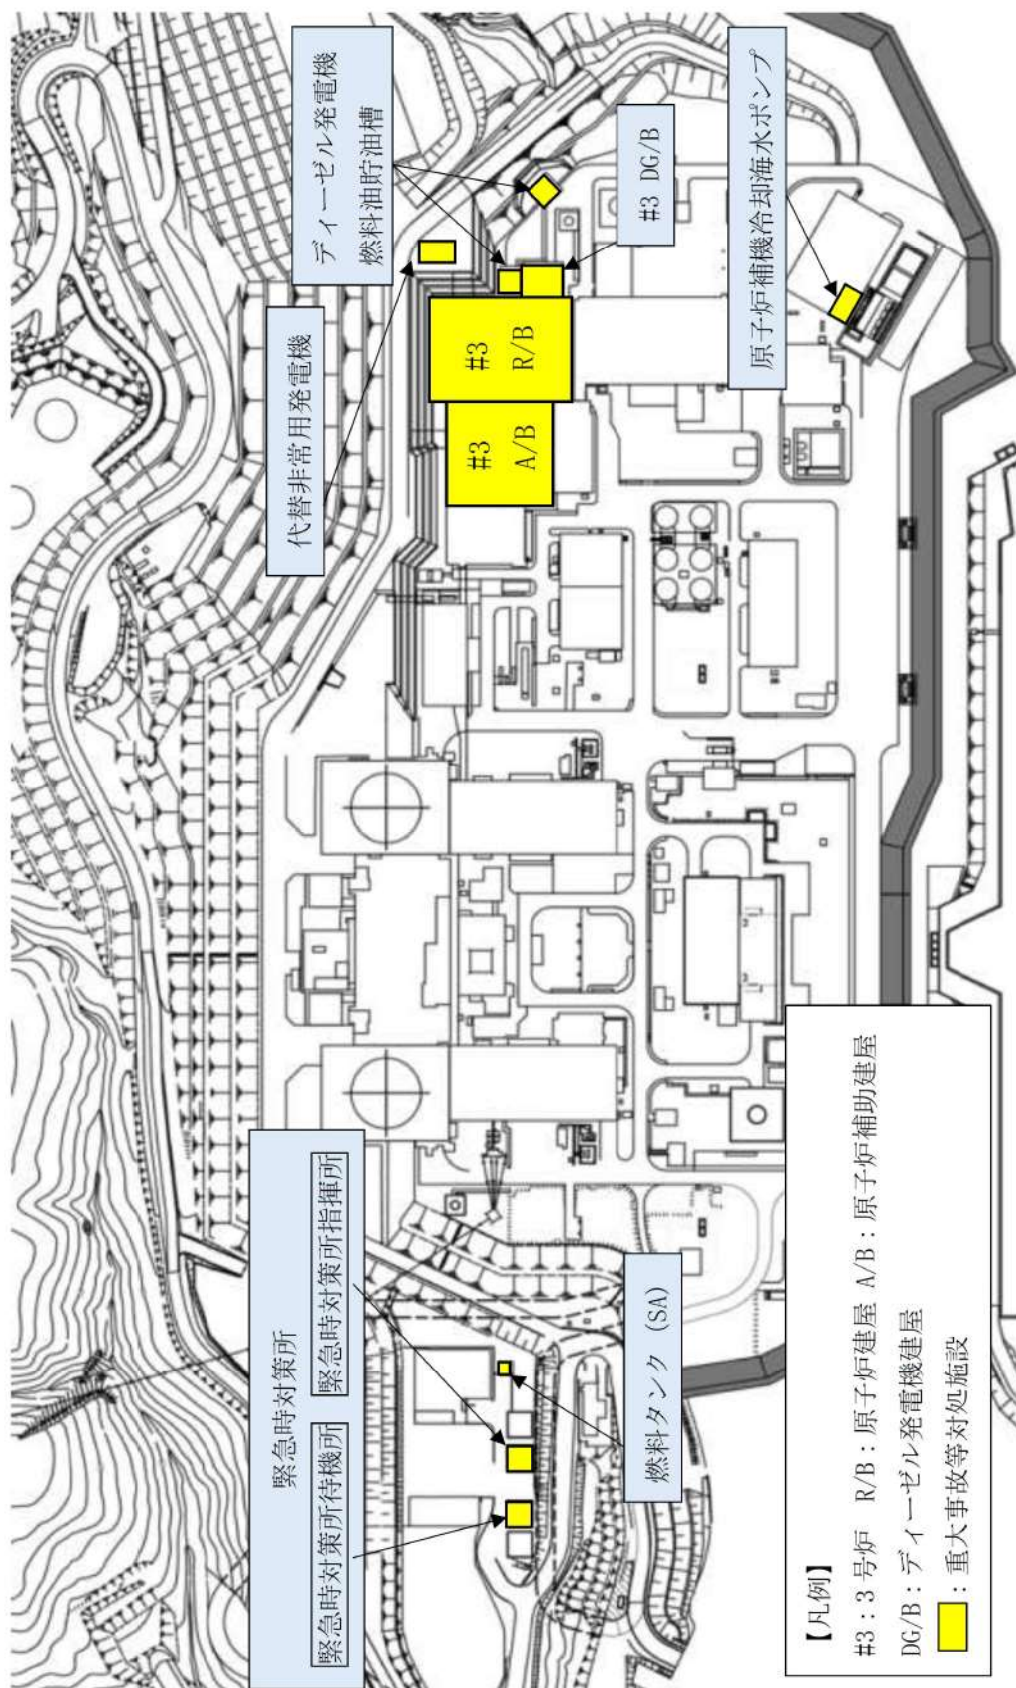 緊急時対策所
緊急時対策所待機所
緊急時対策所指揮所
燃料タンク (SA)
代替非常用発電機
ディーゼル発電機
燃料油貯油槽
#3
A/B
#3
R/B
#3 DG/B
原子炉補機冷却海水ポンプ
【凡例】
#3：3号炉 R/B：原子炉建屋 A/B：原子炉補助建屋
DG/B：ディーゼル発電機建屋
：重大事故等対処施設